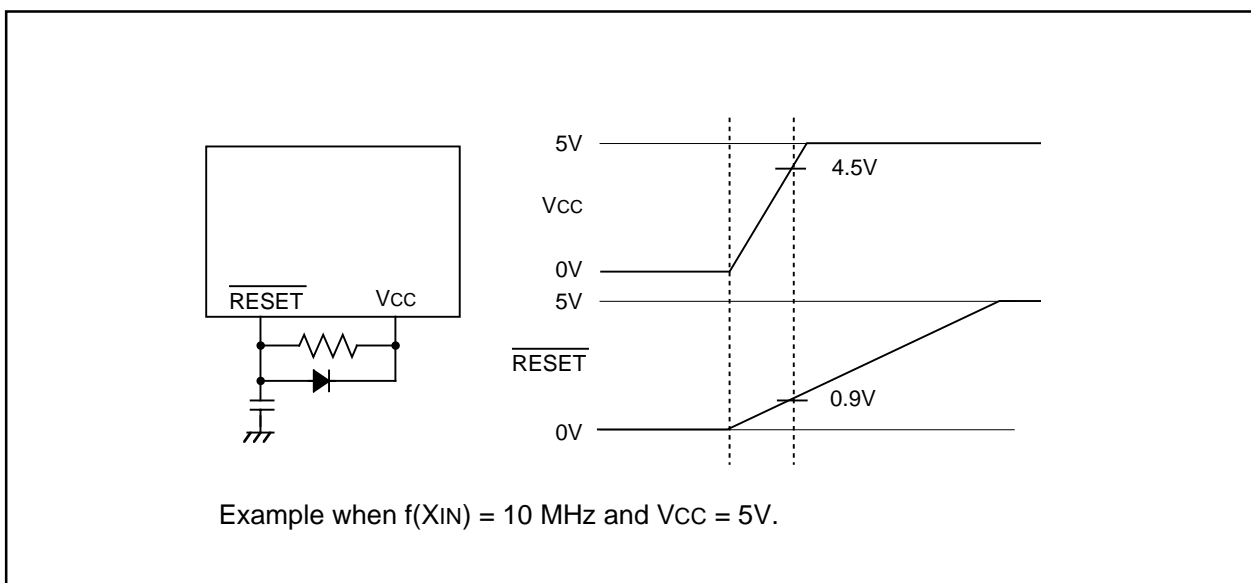 RESET
VCC
5V
VCC
4.5V
0V
5V
RESET
0.9V
0V
Example when f(XIN) = 10 MHz and VCC = 5V.